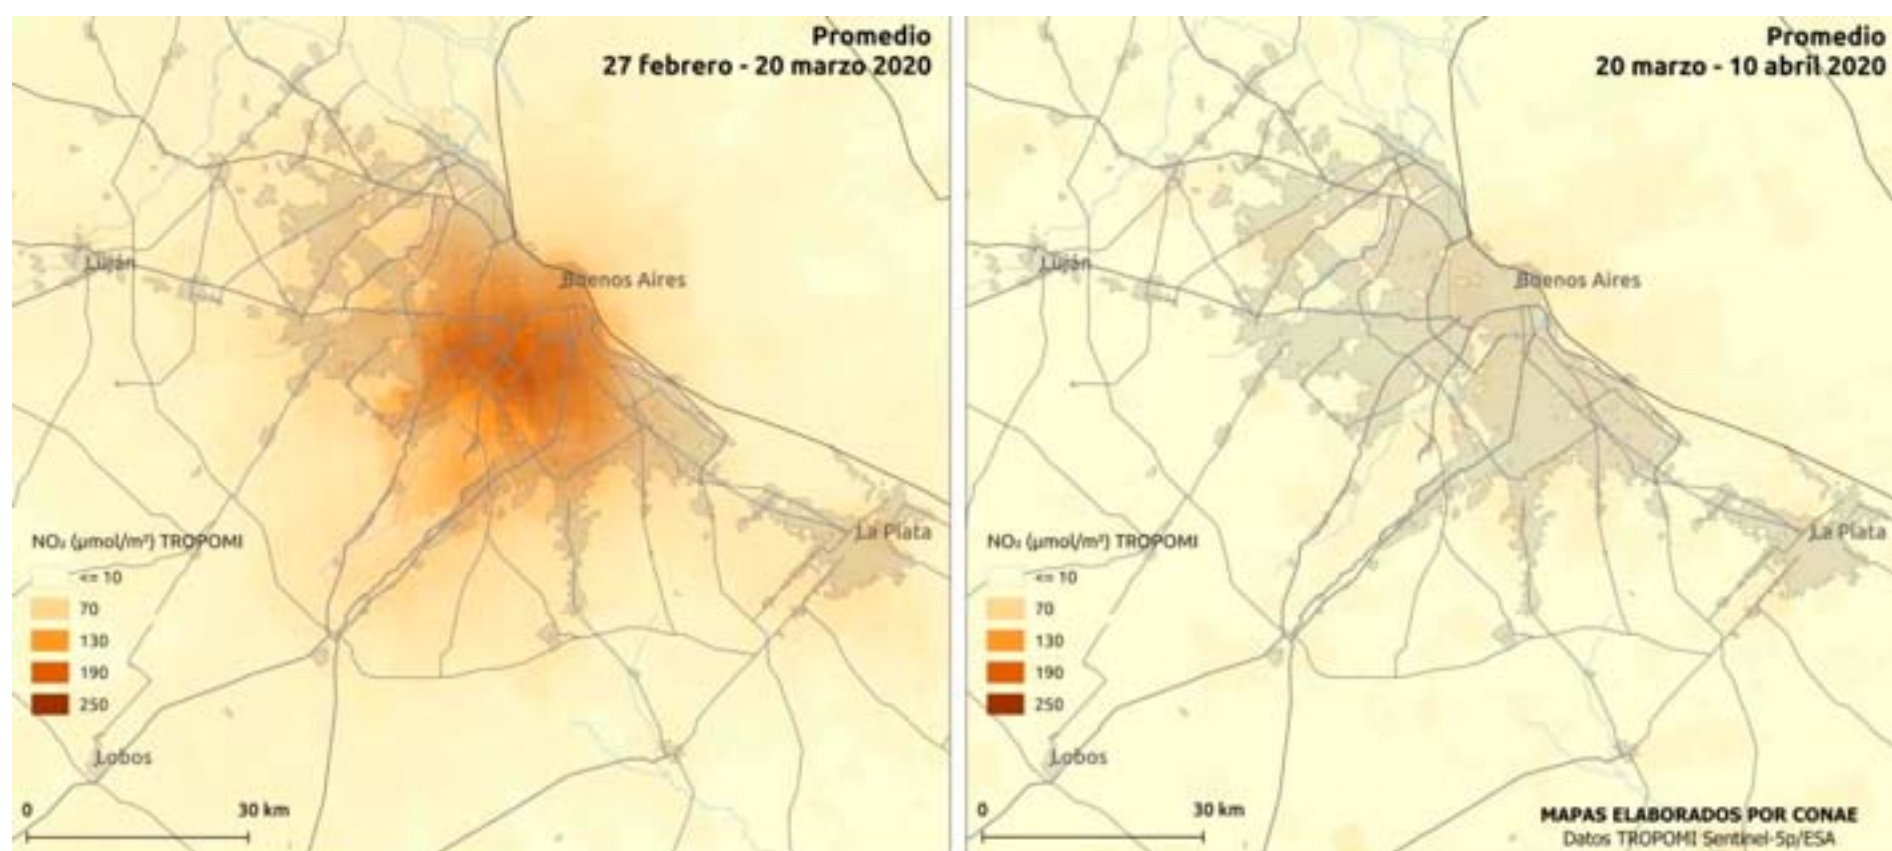 Promedio
27 febrero - 20 marzo 2020
Luján
Buenos Aires
La Plata
NO₂ (μmol/m²) TROPOMI
<= 10
70
130
190
250
Lobos
0 30 km
Promedio
20 marzo - 10 abril 2020
Luján
Buenos Aires
La Plata
NO₂ (μmol/m²) TROPOMI
<= 10
70
130
190
250
Lobos
0 30 km
MAPAS ELABORADOS POR CONAE
Datos TROPOMI Sentinel-5p/ESA